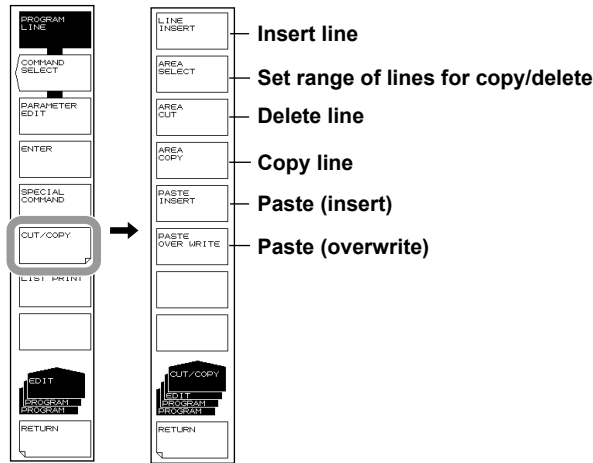 PROGRAM
LINE
COMMAND
SELECT
PARAMETER
EDIT
ENTER
SPECIAL
COMMAND
CUT/COPY
LIST PRINT
EDIT
PROGRAM
PROGRAM
RETURN
LINE
INSERT
Insert line
AREA
SELECT
Set range of lines for copy/delete
AREA
CUT
Delete line
AREA
COPY
Copy line
PASTE
INSERT
Paste (insert)
PASTE
OVER WRITE
Paste (overwrite)
CUT/COPY
EDIT
PROGRAM
PROGRAM
RETURN